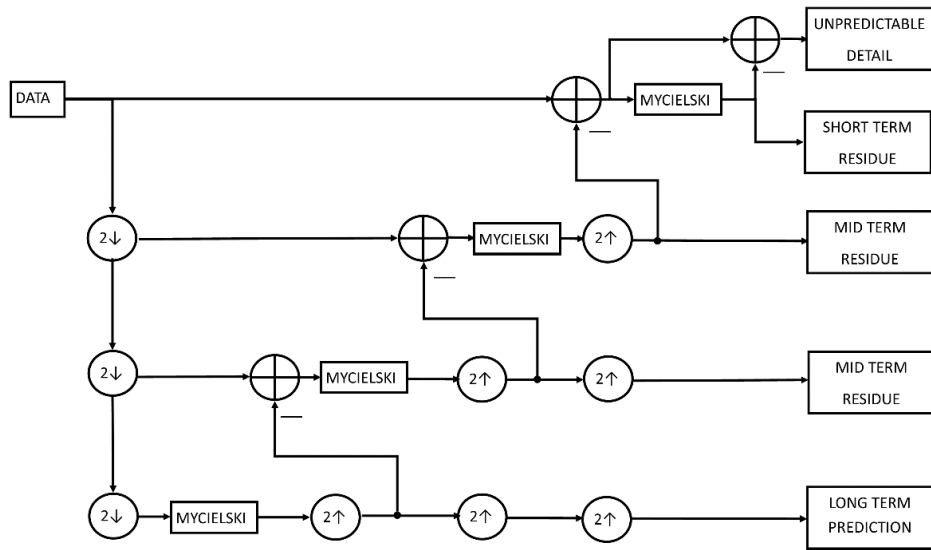 UNPREDICTABLE
DETAIL
DATA
MYCIELSKI
SHORT TERM
RESIDUE
2↓
MYCIELSKI
2↑
MID TERM
RESIDUE
2↓
MYCIELSKI
2↑
2↑
MID TERM
RESIDUE
2↓
MYCIELSKI
2↑
2↑
2↑
LONG TERM
PREDICTION